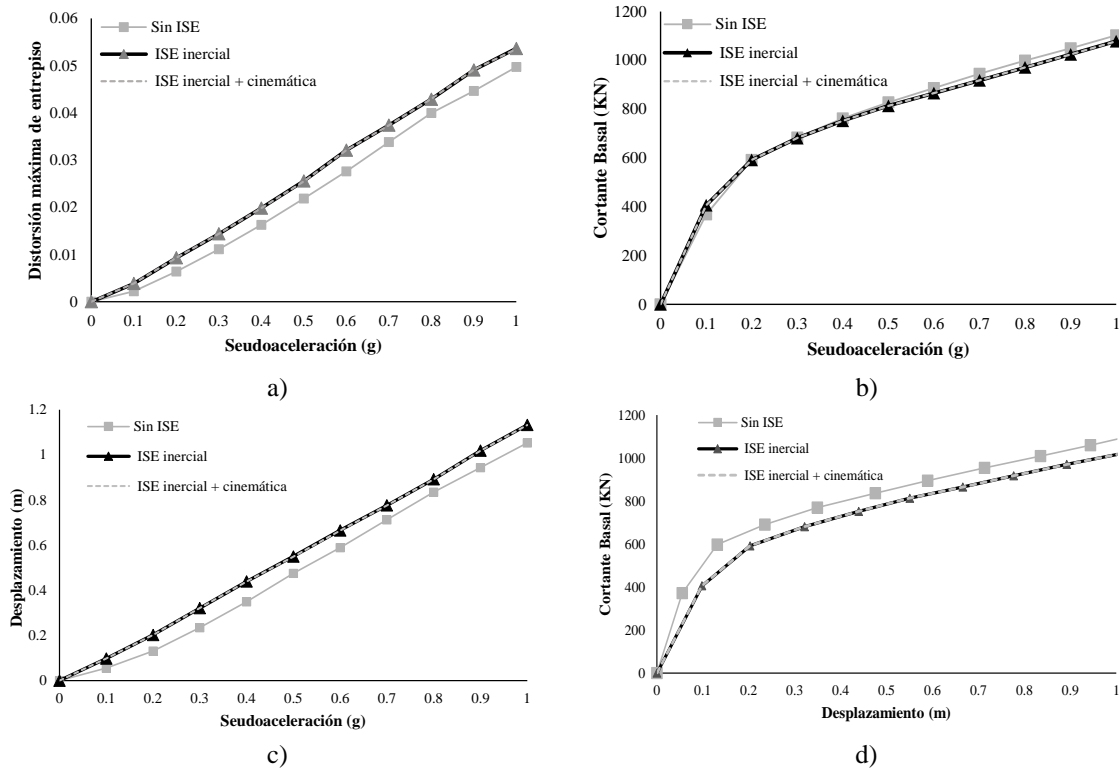 0.06
0.05
0.04
0.03
0.02
0.01
0
Distorsión máxima de entrepiso
Sin ISE
ISE inercial
ISE inercial + cinemática
0 0.1 0.2 0.3 0.4 0.5 0.6 0.7 0.8 0.9 1
Seudoaceleración (g)
a)
1200
1000
800
600
400
200
0
Cortante Basal (KN)
Sin ISE
ISE inercial
ISE inercial + cinemática
0 0.1 0.2 0.3 0.4 0.5 0.6 0.7 0.8 0.9 1
Seudoaceleración (g)
b)
1.2
1
0.8
0.6
0.4
0.2
0
Desplazamiento (m)
Sin ISE
ISE inercial
ISE inercial + cinemática
0 0.1 0.2 0.3 0.4 0.5 0.6 0.7 0.8 0.9 1
Seudoaceleración (g)
c)
1200
1000
800
600
400
200
0
Cortante Basal (KN)
Sin ISE
ISE inercial
ISE inercial + cinemática
0 0.1 0.2 0.3 0.4 0.5 0.6 0.7 0.8 0.9 1
Desplazamiento (m)
d)